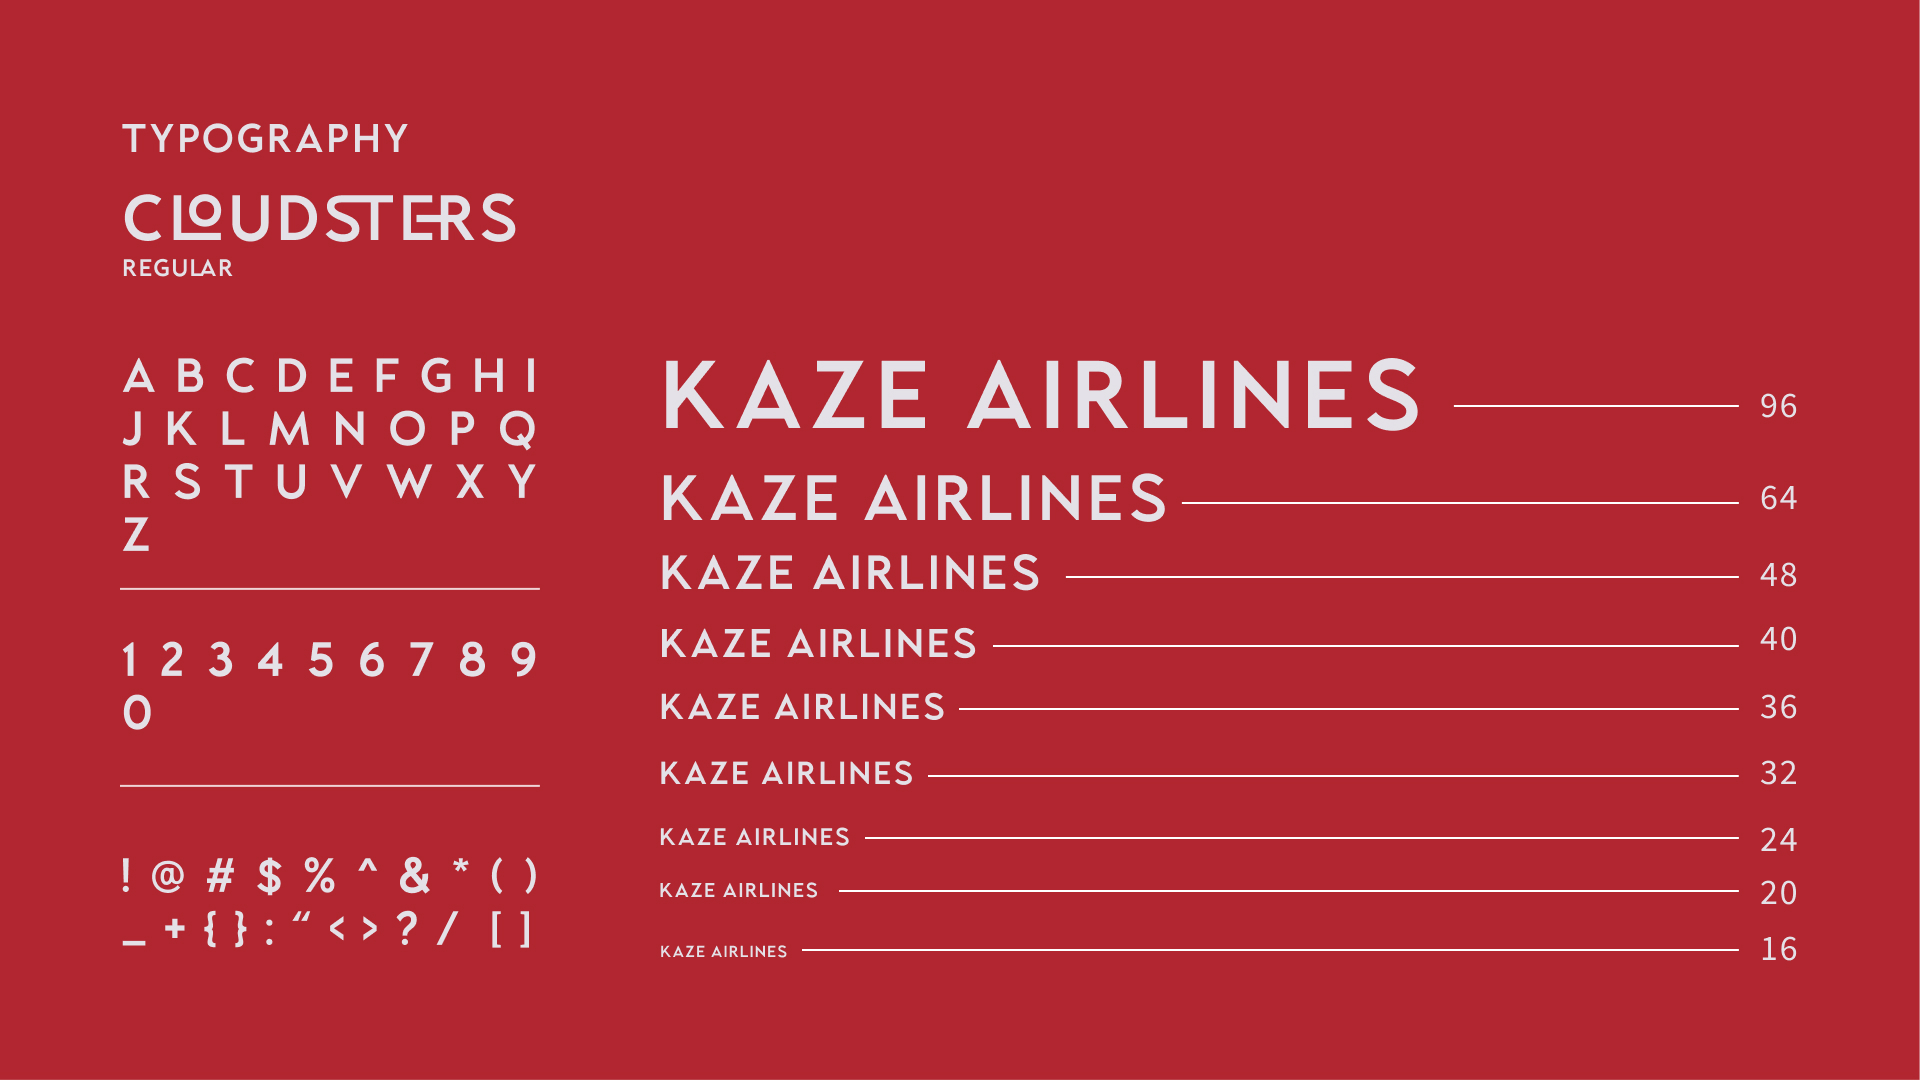 TYPOGRAPHY
CLOUDSTERS
REGULAR
A B C D E F G H I
J K L M N O P Q
R S T U V W X Y
Z
1 2 3 4 5 6 7 8 9
0
! @ # $ % ^ & * ( )
_ + { } : “ < > ? / [ ]
KAZE AIRLINES 96
KAZE AIRLINES 64
KAZE AIRLINES 48
KAZE AIRLINES 40
KAZE AIRLINES 36
KAZE AIRLINES 32
KAZE AIRLINES 24
KAZE AIRLINES 20
KAZE AIRLINES 16